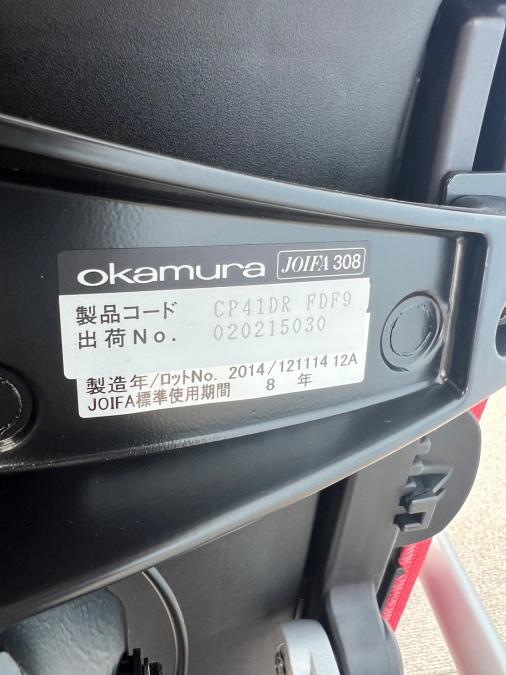 okamura JOIFA 308
製品コード CP41DR FDF9
出荷No. 020215030
製造年/ロットNo. 2014/121114 12A
JOIFA標準使用期間 8 年